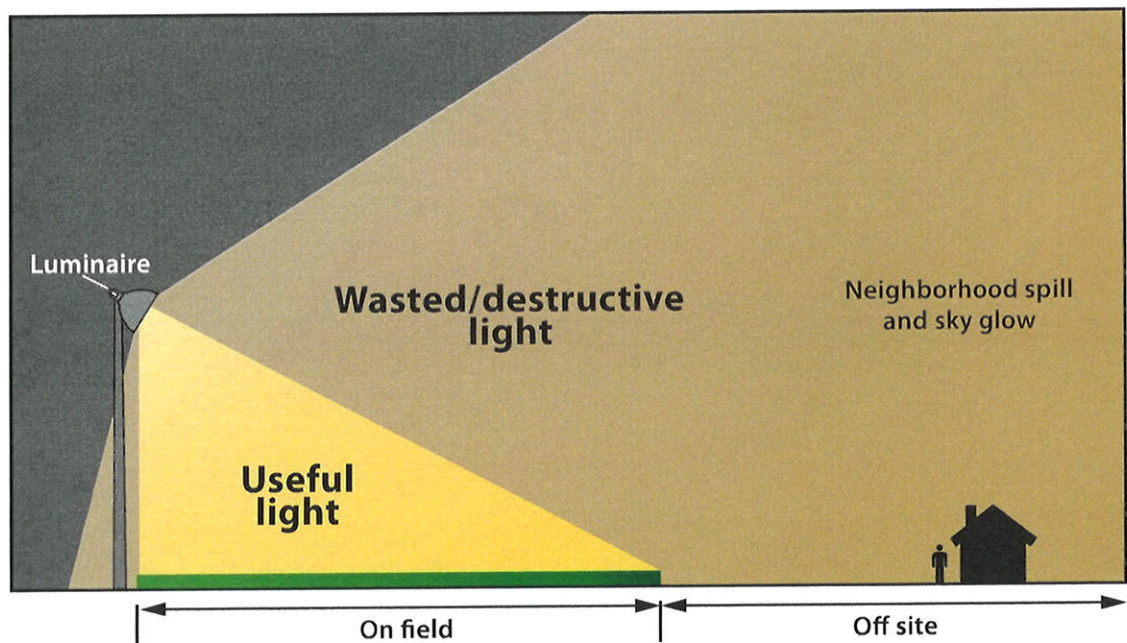 Luminaire
Wasted/destructive
light
Neighborhood spill
and sky glow
Useful
light
On field
Off site